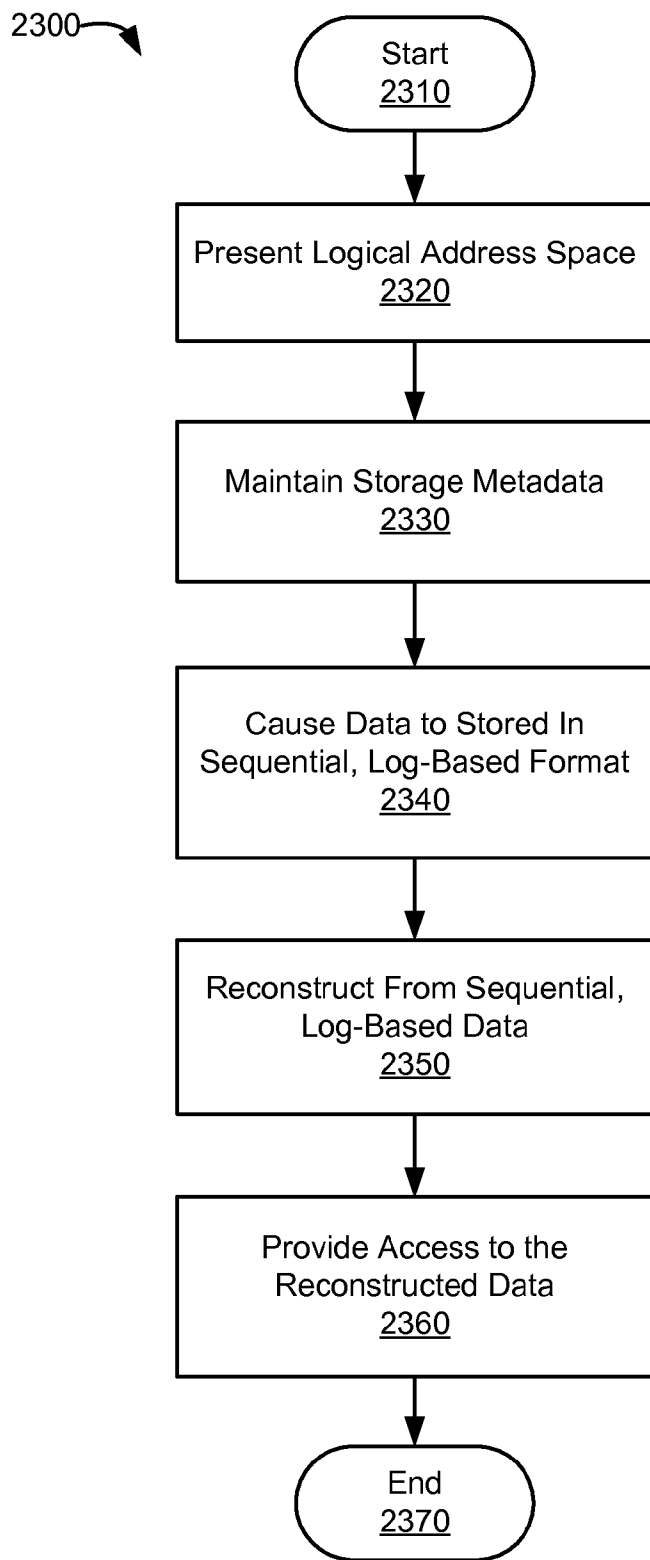 2300
Start
2310
Present Logical Address Space
2320
Maintain Storage Metadata
2330
Cause Data to Stored In
Sequential, Log-Based Format
2340
Reconstruct From Sequential,
Log-Based Data
2350
Provide Access to the
Reconstructed Data
2360
End
2370